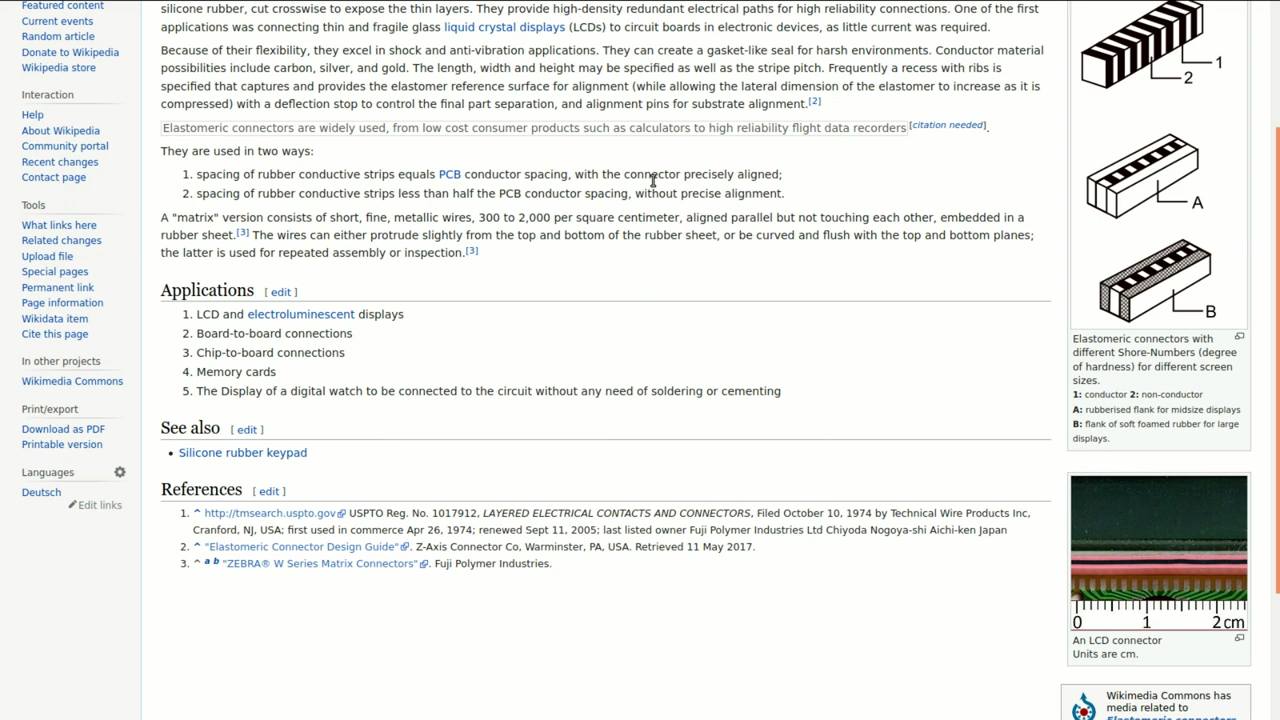 Featured content
Current events
Random article
Donate to Wikipedia
Wikipedia store
Interaction
Help
About Wikipedia
Community portal
Recent changes
Contact page
Tools
What links here
Related changes
Upload file
Special pages
Permanent link
Page information
Wikidata item
Cite this page
In other projects
Wikimedia Commons
Print/export
Download as PDF
Printable version
Languages
Deutsch
Edit links
silicone rubber, cut crosswise to expose the thin layers. They provide high-density redundant electrical paths for high reliability connections. One of the first
applications was connecting thin and fragile glass liquid crystal displays (LCDs) to circuit boards in electronic devices, as little current was required.
Because of their flexibility, they excel in shock and anti-vibration applications. They can create a gasket-like seal for harsh environments. Conductor material
possibilities include carbon, silver, and gold. The length, width and height may be specified as well as the stripe pitch. Frequently a recess with ribs is
specified that captures and provides the elastomer reference surface for alignment (while allowing the lateral dimension of the elastomer to increase as it is
compressed) with a deflection stop to control the final part separation, and alignment pins for substrate alignment.[2]
Elastomeric connectors are widely used, from low cost consumer products such as calculators to high reliability flight data recorders[citation needed].
They are used in two ways:
1. spacing of rubber conductive strips equals PCB conductor spacing, with the connector precisely aligned;
2. spacing of rubber conductive strips less than half the PCB conductor spacing, without precise alignment.
A "matrix" version consists of short, fine, metallic wires, 300 to 2,000 per square centimeter, aligned parallel but not touching each other, embedded in a
rubber sheet.[3] The wires can either protrude slightly from the top and bottom of the rubber sheet, or be curved and flush with the top and bottom planes;
the latter is used for repeated assembly or inspection.[3]
Applications [ edit ]
1. LCD and electroluminescent displays
2. Board-to-board connections
3. Chip-to-board connections
4. Memory cards
5. The Display of a digital watch to be connected to the circuit without any need of soldering or cementing
See also [ edit ]
• Silicone rubber keypad
References [ edit ]
1. ^ http://tmsearch.uspto.gov USPTO Reg. No. 1017912, LAYERED ELECTRICAL CONTACTS AND CONNECTORS, Filed October 10, 1974 by Technical Wire Products Inc,
Cranford, NJ, USA; first used in commerce Apr 26, 1974; renewed Sept 11, 2005; last listed owner Fuji Polymer Industries Ltd Chiyoda Nogoya-shi Aichi-ken Japan
2. ^ "Elastomeric Connector Design Guide". Z-Axis Connector Co, Warminster, PA, USA. Retrieved 11 May 2017.
3. ^ a b "ZEBRA® W Series Matrix Connectors". Fuji Polymer Industries.
1
2
A
B
Elastomeric connectors with
different Shore-Numbers (degree
of hardness) for different screen
sizes.
1: conductor 2: non-conductor
A: rubberised flank for midsize displays
B: flank of soft foamed rubber for large
displays.
0 1 2 cm
An LCD connector
Units are cm.
Wikimedia Commons has
media related to
Elastomeric connectors